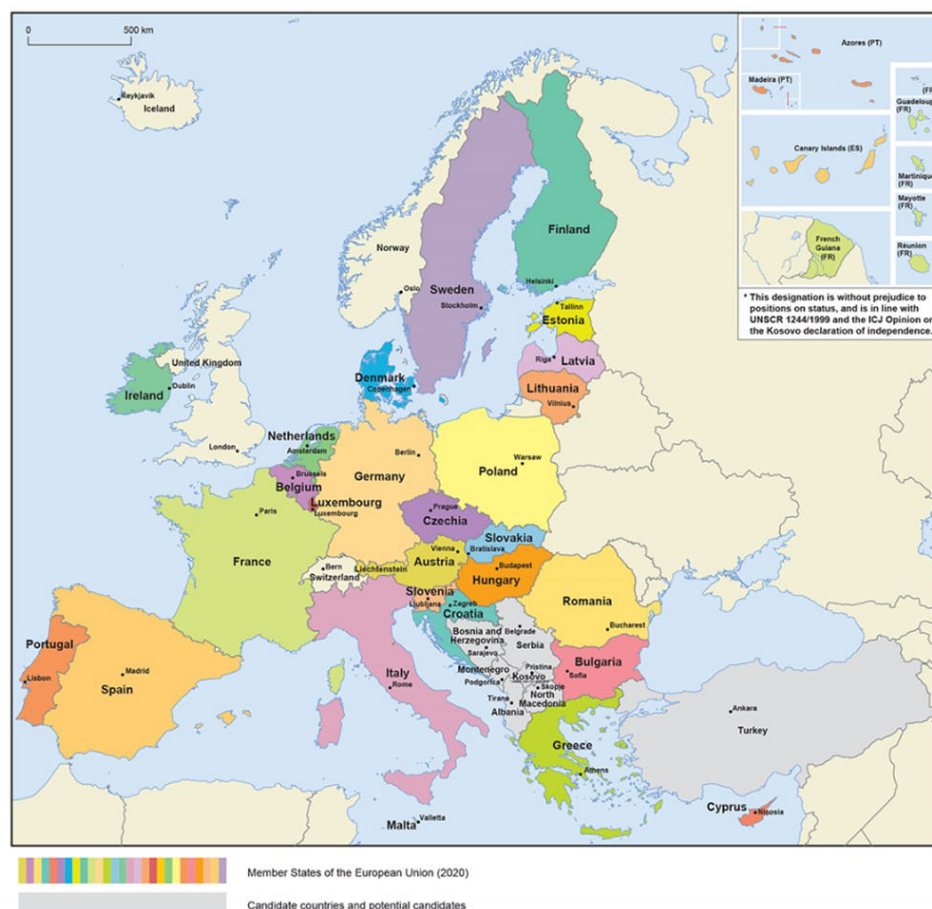 0
500 km
Reykjavik
Iceland
Azores (PT)
Madeira (PT)
(FR)
Guadeloup
(FR)
Canary Islands (ES)
Martinique
(FR)
Mayotte
(FR)
French
Guiana
(FR)
Réunion
(FR)
* This designation is without prejudice to
positions on status, and is in line with
UNSCR 1244/1999 and the ICJ Opinion on
the Kosovo declaration of independence.
Finland
Norway
Helsinki
Oslo
Sweden
Stockholm
Tallinn
Estonia
Riga
Latvia
United Kingdom
Denmark
Copenhagen
Lithuania
Vilnius
Dublin
Ireland
London
Netherlands
Amsterdam
Berlin
Germany
Warsaw
Poland
Brussels
Belgium
Luxembourg
Luxembourg
Paris
Prague
Czechia
France
Slovakia
Vienna
Bratislava
Austria
Bern
Switzerland
Liechtenstein
Budapest
Hungary
Slovenia
Ljubljana
Zagreb
Croatia
Romania
Bucharest
Bosnia and
Herzegovina
Sarajevo
Belgrade
Serbia
Portugal
Lisbon
Madrid
Spain
Italy
Rome
Montenegro
Podgorica
Pristina
Kosovo
*
Bulgaria
Sofia
Skopje
North
Macedonia
Tirana
Albania
Ankara
Turkey
Greece
Athens
Cyprus
Nicosia
Malta
Valletta
Member States of the European Union (2020)
Candidate countries and potential candidates